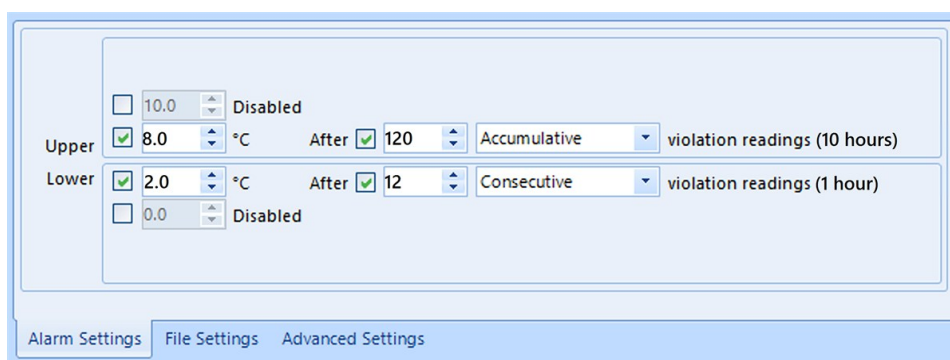 10.0 Disabled
Upper 8.0 °C After 120 Accumulative violation readings (10 hours)
Lower 2.0 °C After 12 Consecutive violation readings (1 hour)
0.0 Disabled
Alarm Settings File Settings Advanced Settings